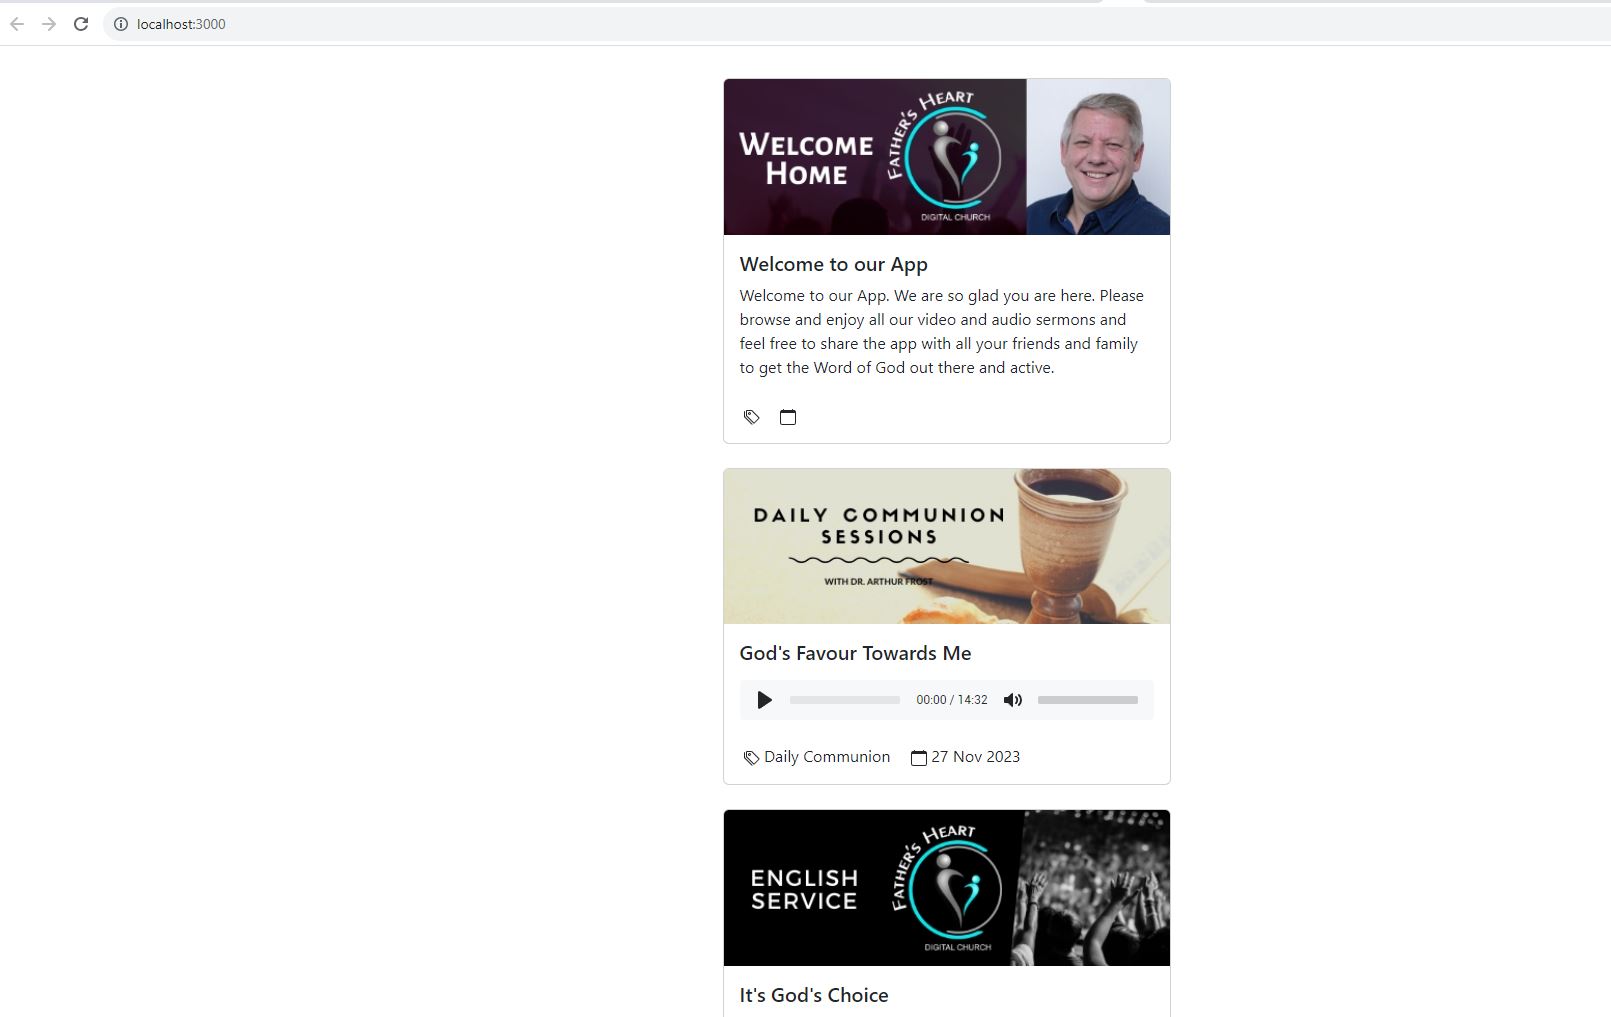 localhost:3000
WELCOME
HOME
FATHER'S HEART
DIGITAL CHURCH
Welcome to our App
Welcome to our App. We are so glad you are here. Please
browse and enjoy all our video and audio sermons and
feel free to share the app with all your friends and family
to get the Word of God out there and active.
DAILY COMMUNION
SESSIONS
WITH DR. ARTHUR FROST
God's Favour Towards Me
00:00 / 14:32
Daily Communion 27 Nov 2023
ENGLISH
SERVICE
FATHER'S HEART
DIGITAL CHURCH
It's God's Choice